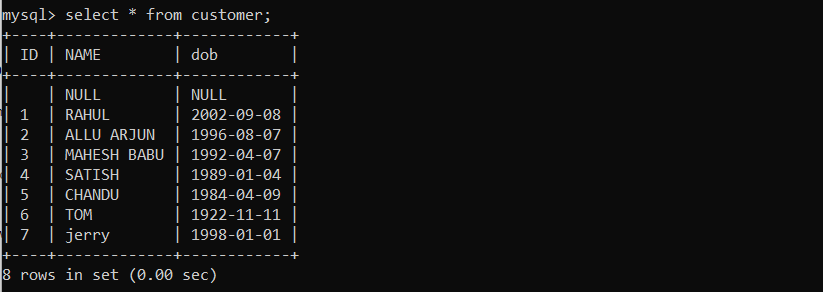 mysql> select * from customer;
+----+-------------+------------+
| ID | NAME        | dob        |
+----+-------------+------------+
|    | NULL        | NULL       |
| 1  | RAHUL       | 2002-09-08 |
| 2  | ALLU ARJUN  | 1996-08-07 |
| 3  | MAHESH BABU | 1992-04-07 |
| 4  | SATISH      | 1989-01-04 |
| 5  | CHANDU      | 1984-04-09 |
| 6  | TOM         | 1922-11-11 |
| 7  | jerry       | 1998-01-01 |
+----+-------------+------------+
8 rows in set (0.00 sec)